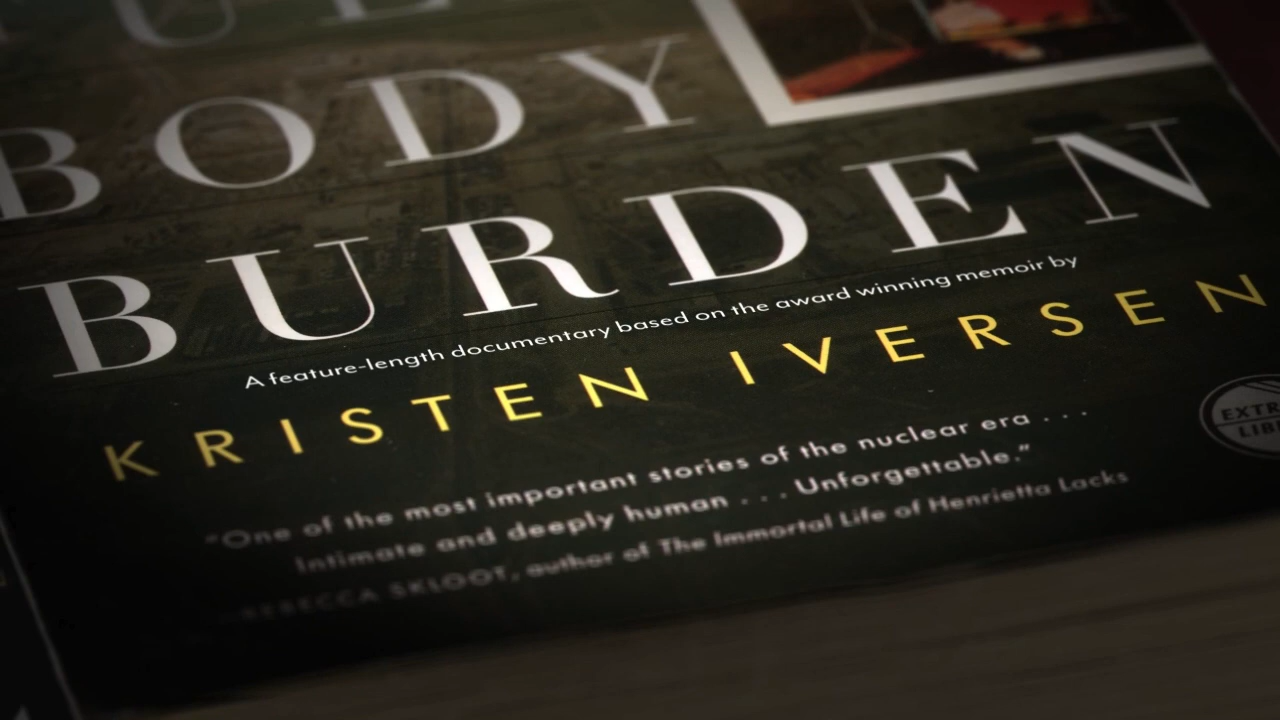 BODY
BURDEN
A feature-length documentary based on the award winning memoir by
KRISTEN IVERSEN
"One of the most important stories of the nuclear era . . .
Intimate and deeply human . . . Unforgettable."
REBECCA SKLOOT, author of The Immortal Life of Henrietta Lacks